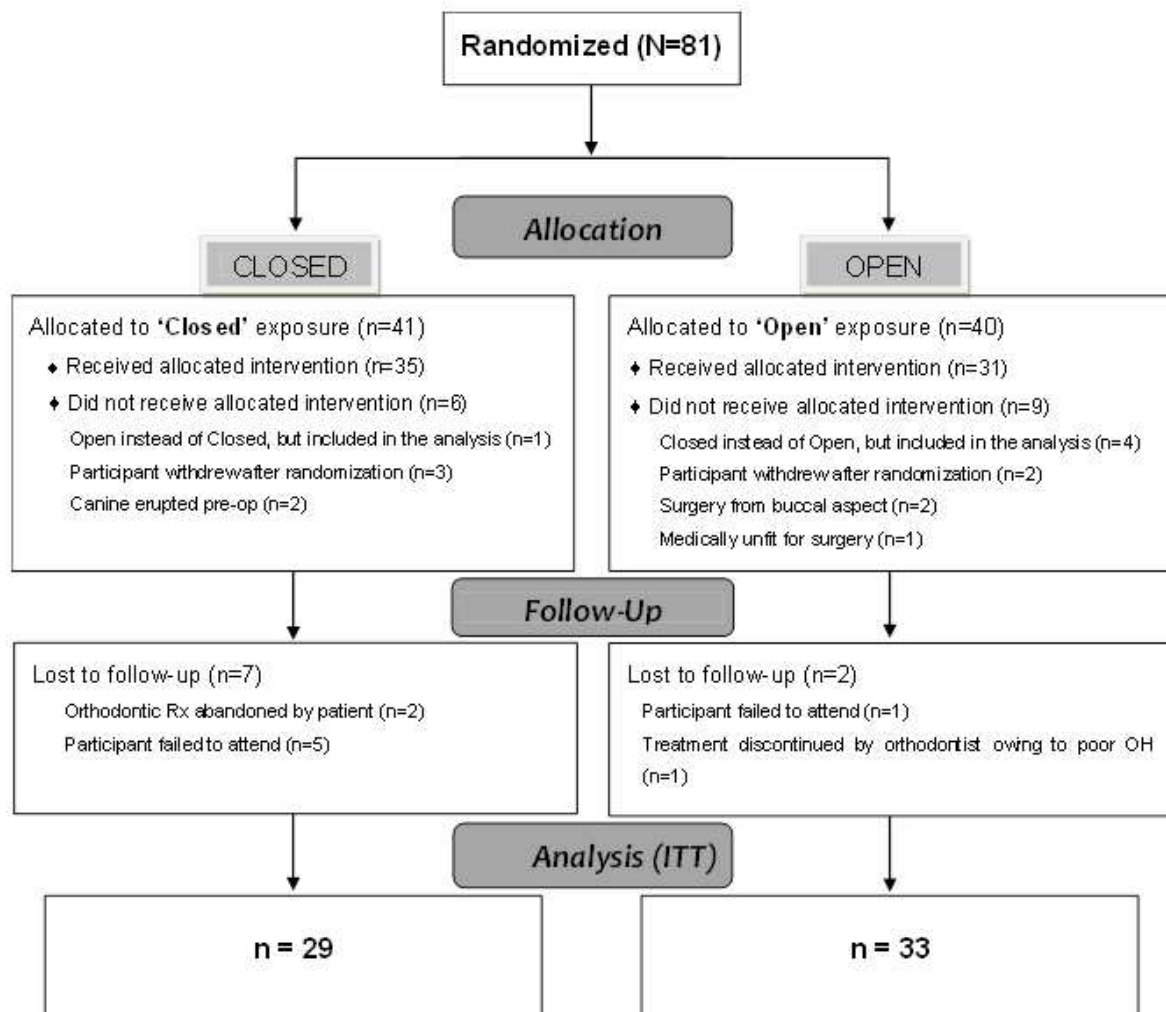 Randomized (N=81)
Allocation
CLOSED
Allocated to ‘Closed’ exposure (n=41)
♦ Received allocated intervention (n=35)
♦ Did not receive allocated intervention (n=6)
Open instead of Closed, but included in the analysis (n=1)
Participant withdrew after randomization (n=3)
Canine erupted pre-op (n=2)
OPEN
Allocated to ‘Open’ exposure (n=40)
♦ Received allocated intervention (n=31)
♦ Did not receive allocated intervention (n=9)
Closed instead of Open, but included in the analysis (n=4)
Participant withdrew after randomization (n=2)
Surgery from buccal aspect (n=2)
Medically unfit for surgery (n=1)
Follow-Up
Lost to follow-up (n=7)
Orthodontic Rx abandoned by patient (n=2)
Participant failed to attend (n=5)
Lost to follow-up (n=2)
Participant failed to attend (n=1)
Treatment discontinued by orthodontist owing to poor OH
(n=1)
Analysis (ITT)
n = 29
n = 33